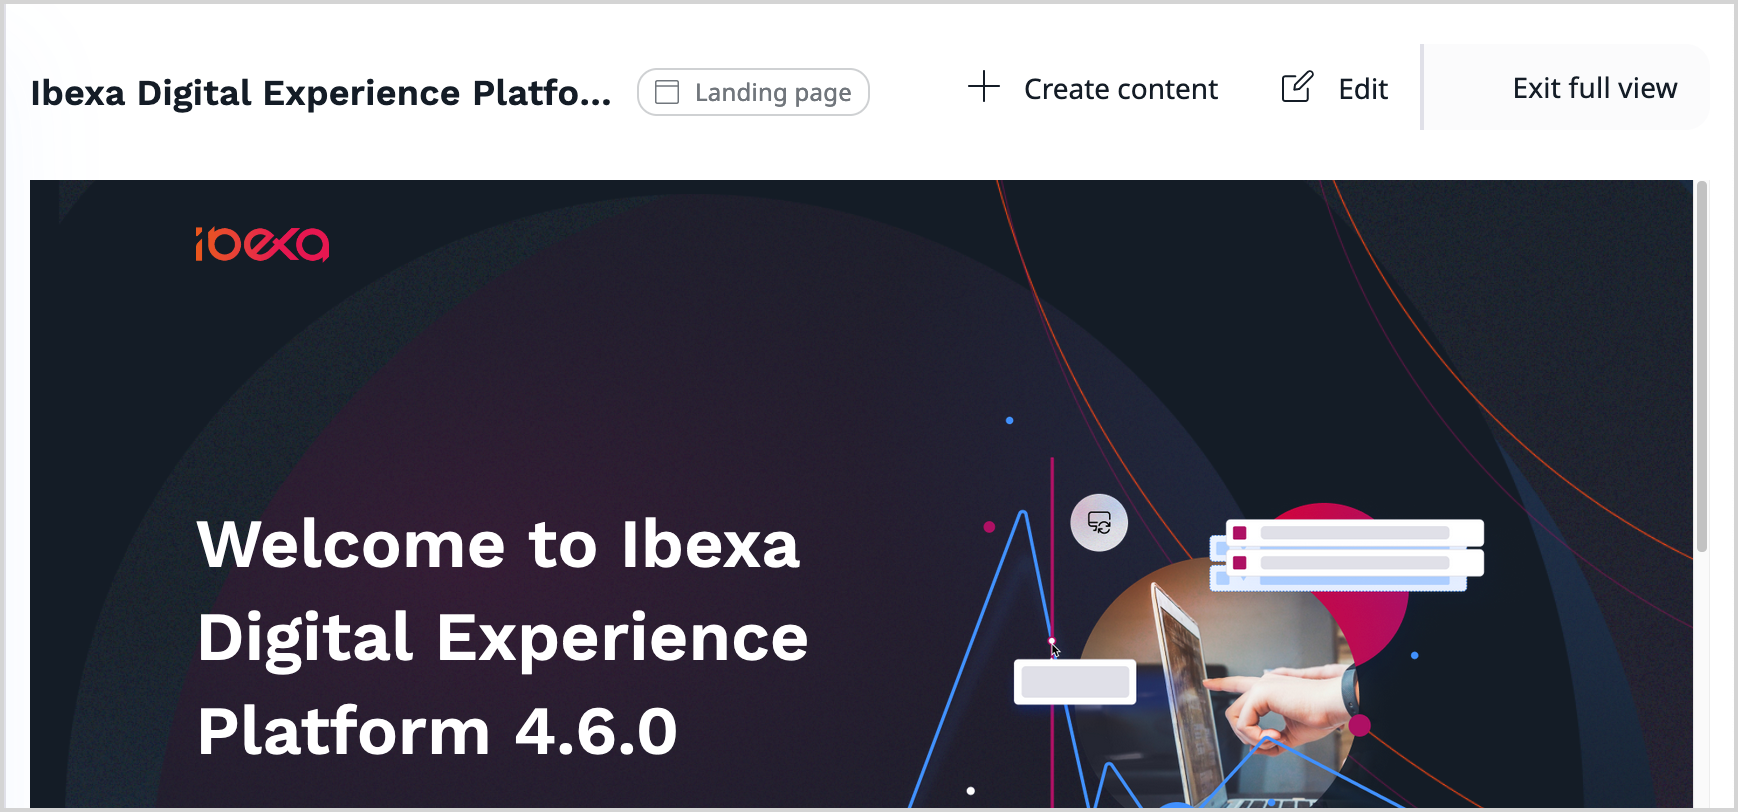 Ibexa Digital Experience Platfo...
Landing page
Create content
Edit
Exit full view
ibexa
Welcome to Ibexa
Digital Experience
Platform 4.6.0